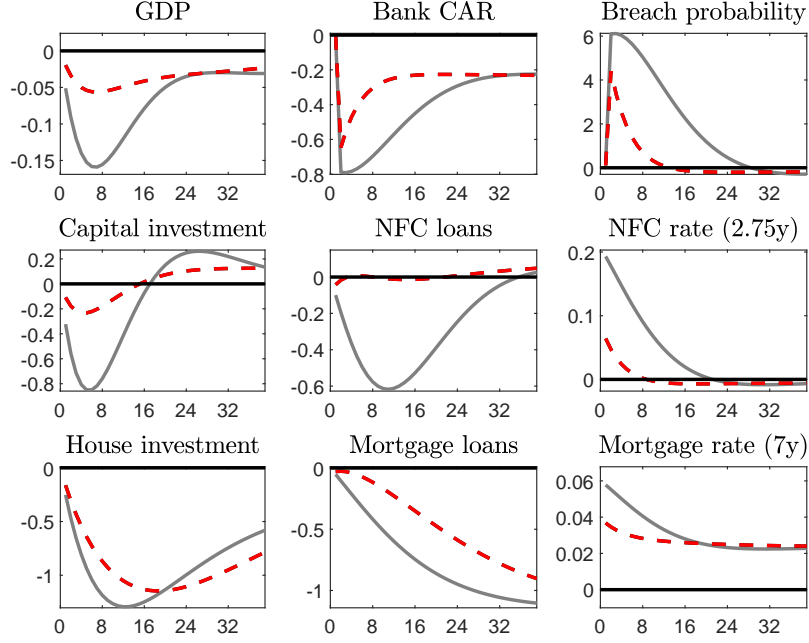 GDP
Bank CAR
Breach probability
0
-0.05
-0.1
-0.15
0 8 16 24 32
0
-0.2
-0.4
-0.6
-0.8
0 8 16 24 32
6
4
2
0
0 8 16 24 32
Capital investment
NFC loans
NFC rate (2.75y)
0.2
0
-0.2
-0.4
-0.6
-0.8
0 8 16 24 32
0
-0.2
-0.4
-0.6
0 8 16 24 32
0.2
0.1
0
0 8 16 24 32
House investment
Mortgage loans
Mortgage rate (7y)
0
-0.5
-1
0 8 16 24 32
0
-0.5
-1
0 8 16 24 32
0.06
0.04
0.02
0
0 8 16 24 32